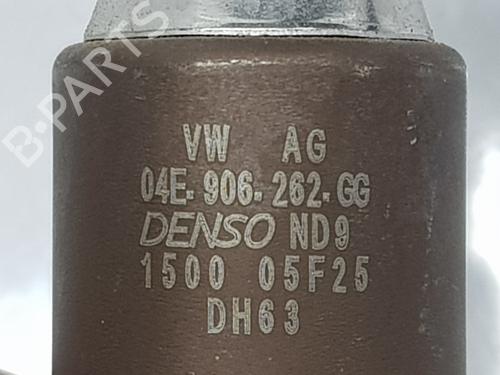 B-PARTS
VW AG
04E-906-262-GG
DENSO ND9
1500 05F25
DH63